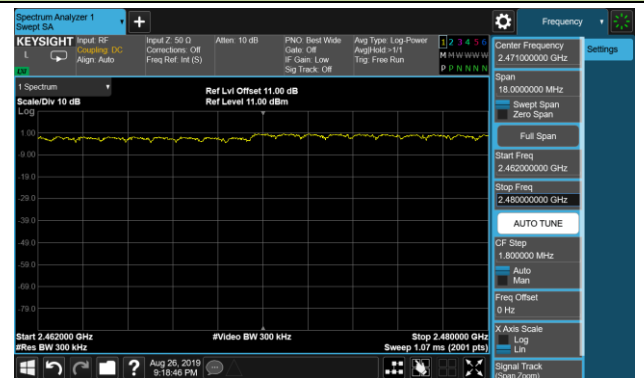 Spectrum Analyzer 1
Swept SA
Frequency
KEYSIGHT
L
Input: RF
Coupling: DC
Align: Auto
Input Z: 50 Ω
Corrections: Off
Freq Ref: Int (S)
Atten: 10 dB
PNO: Best Wide
Gate: Off
IF Gain: Low
Sig Track: Off
Avg Type: Log-Power
Avg|Hold:>1/1
Trig: Free Run
1 2 3 4 5 6
M W W W W W
P P N N N N
1 Spectrum
Scale/Div 10 dB
Log
Ref Lvl Offset 11.00 dB
Ref Level 11.00 dBm
1.00
-9.00
-19.0
-29.0
-39.0
-49.0
-59.0
-69.0
-79.0
Start 2.462000 GHz
#Res BW 300 kHz
#Video BW 300 kHz
Stop 2.480000 GHz
Sweep 1.07 ms (2001 pts)
Center Frequency
2.471000000 GHz
Settings
Span
18.0000000 MHz
Swept Span
Zero Span
Full Span
Start Freq
2.462000000 GHz
Stop Freq
2.480000000 GHz
AUTO TUNE
CF Step
1.800000 MHz
Auto
Man
Freq Offset
0 Hz
X Axis Scale
Log
Lin
Signal Track
(Span Zoom)
?
Aug 26, 2019
9:18:46 PM